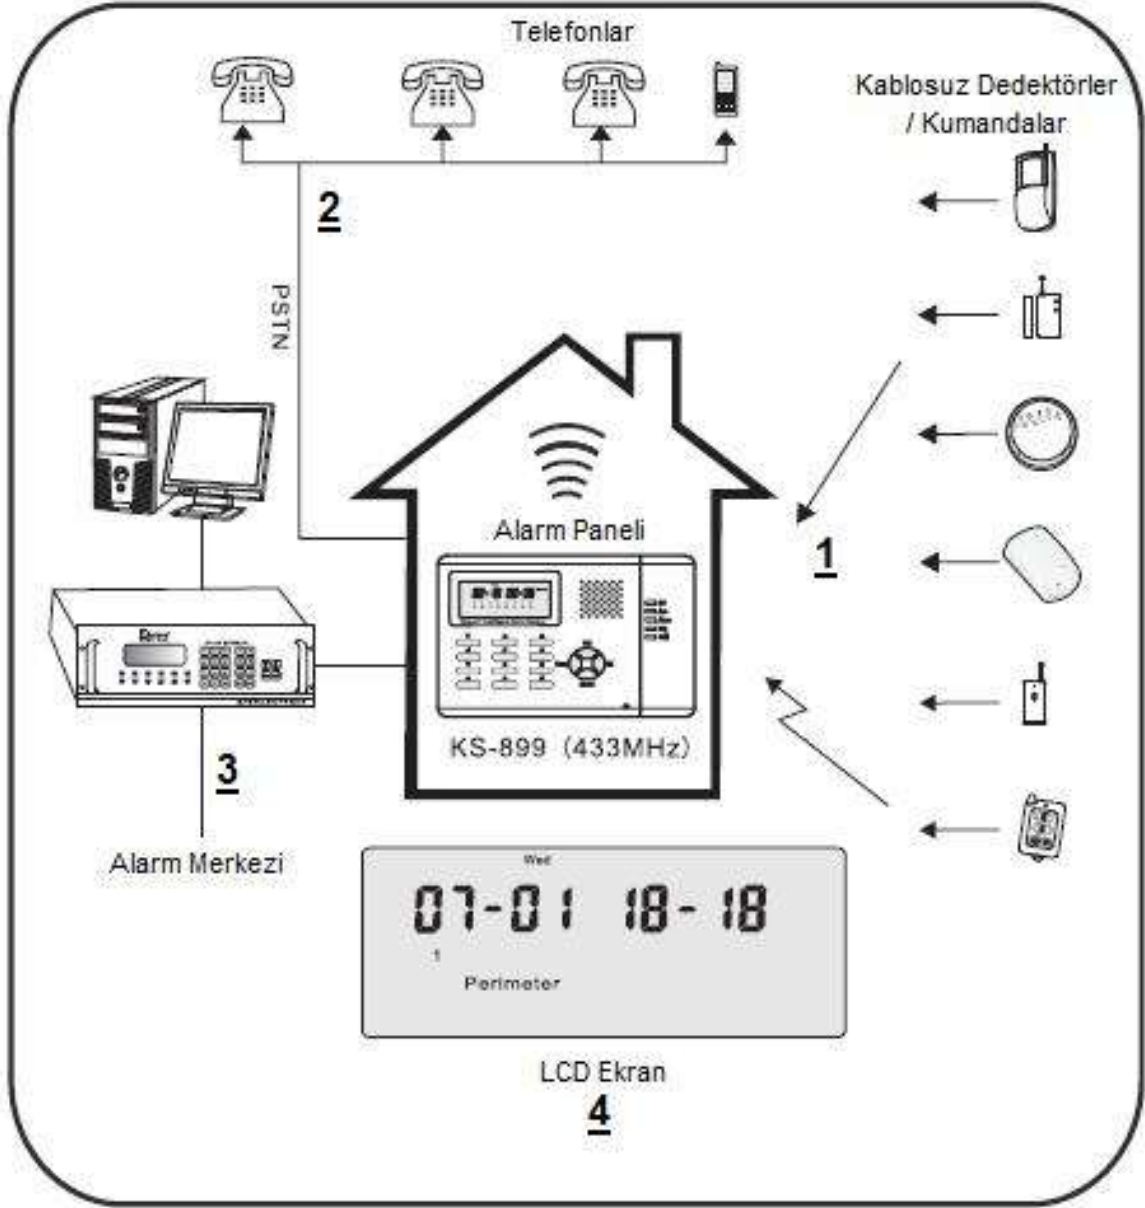 Telefonlar
Kablosuz Dedektörler
/ Kumandalar
2
PSTN
Alarm Paneli
1
KS-899 (433MHz)
3
Alarm Merkezi
Wed
07-01 18-18
1
Perimeter
LCD Ekran
4